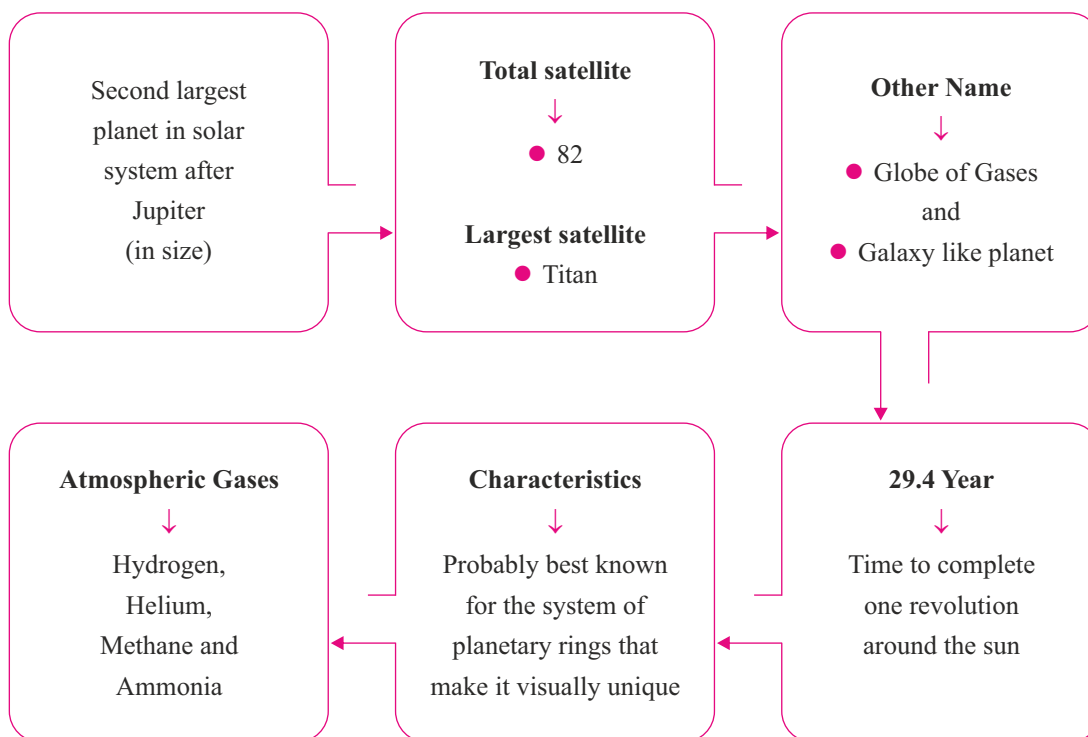 Second largest
planet in solar
system after
Jupiter
(in size)
Total satellite
↓
● 82
Largest satellite
● Titan
Other Name
↓
● Globe of Gases
and
● Galaxy like planet
29.4 Year
↓
Time to complete
one revolution
around the sun
Characteristics
↓
Probably best known
for the system of
planetary rings that
make it visually unique
Atmospheric Gases
↓
Hydrogen,
Helium,
Methane and
Ammonia